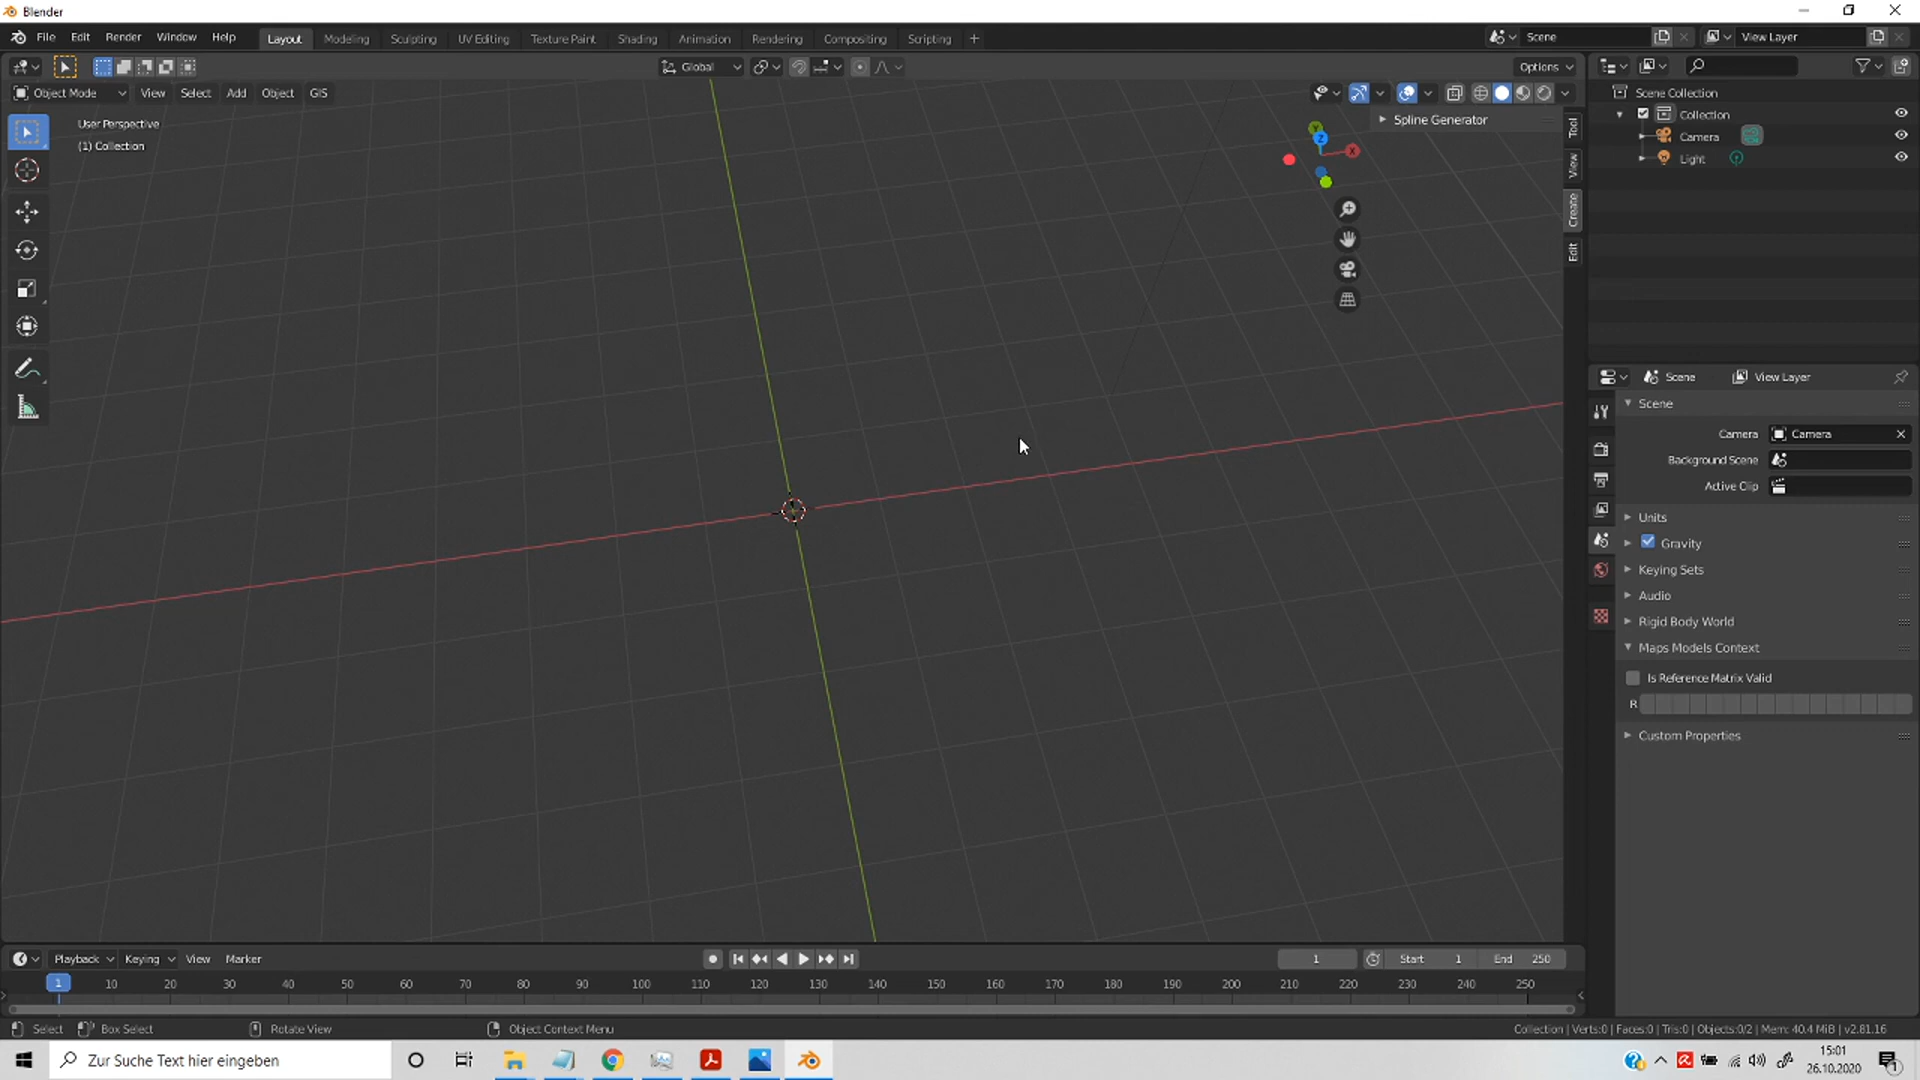 Blender
File Edit Render Window Help Layout Modeling Sculpting UV Editing Texture Paint Shading Animation Rendering Compositing Scripting + Scene View Layer
Global Options
Object Mode View Select Add Object GIS
User Perspective
(1) Collection
Spline Generator
Tool
View
Create
Edit
Y
Z
X
Scene Collection
Collection
Camera
Light
Scene View Layer
Scene
Camera Camera
Background Scene
Active Clip
Units
Gravity
Keying Sets
Audio
Rigid Body World
Maps Models Context
Is Reference Matrix Valid
R
Custom Properties
Playback Keying View Marker 1 Start 1 End 250
1 10 20 30 40 50 60 70 80 90 100 110 120 130 140 150 160 170 180 190 200 210 220 230 240 250
Select Box Select Rotate View Object Context Menu Collection | Verts:0 | Faces:0 | Tris:0 | Objects:0/2 | Mem: 40.4 MiB | v2.81.16
Zur Suche Text hier eingeben
15:01
26.10.2020